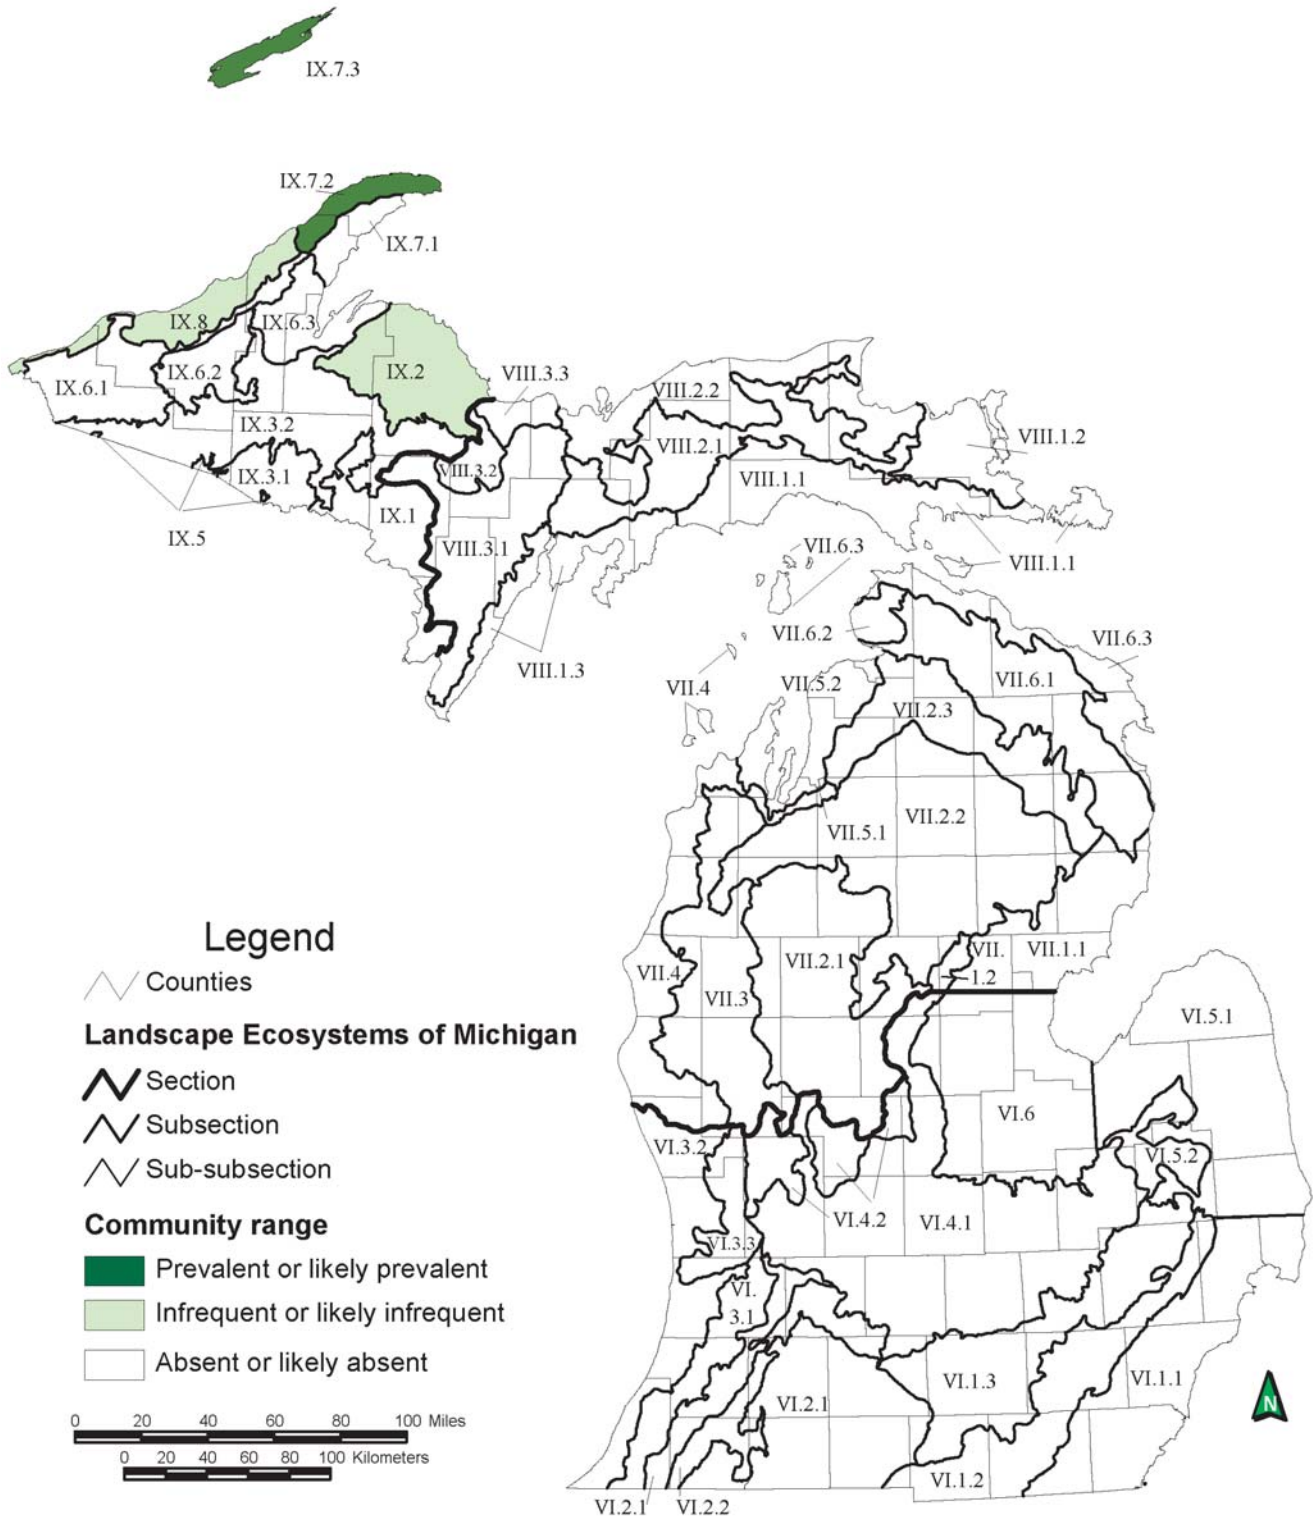 IX.7.3
IX.7.2
IX.7.1
IX.8
IX.6.3
IX.6.1
IX.6.2
IX.2
VIII.3.3
VIII.2.2
IX.3.2
VIII.2.1
VIII.1.2
IX.3.1
VIII.3.2
VIII.1.1
IX.1
IX.5
VIII.3.1
VII.6.3
VIII.1.1
VII.6.2
VII.6.3
VIII.1.3
VII.4
VII.5.2
VII.6.1
VII.2.3
VII.5.1
VII.2.2
VII.4
VII.3
VII.2.1
VII.
1.2
VII.1.1
VI.5.1
VI.6
VI.3.2
VI.5.2
VI.4.2
VI.4.1
VI.3.3
VI.
3.1
VI.1.3
VI.1.1
VI.2.1
VI.1.2
VI.2.1
VI.2.2
Legend
Counties
Landscape Ecosystems of Michigan
Section
Subsection
Sub-subsection
Community range
Prevalent or likely prevalent
Infrequent or likely infrequent
Absent or likely absent
0 20 40 60 80 100 Miles
0 20 40 60 80 100 Kilometers
N